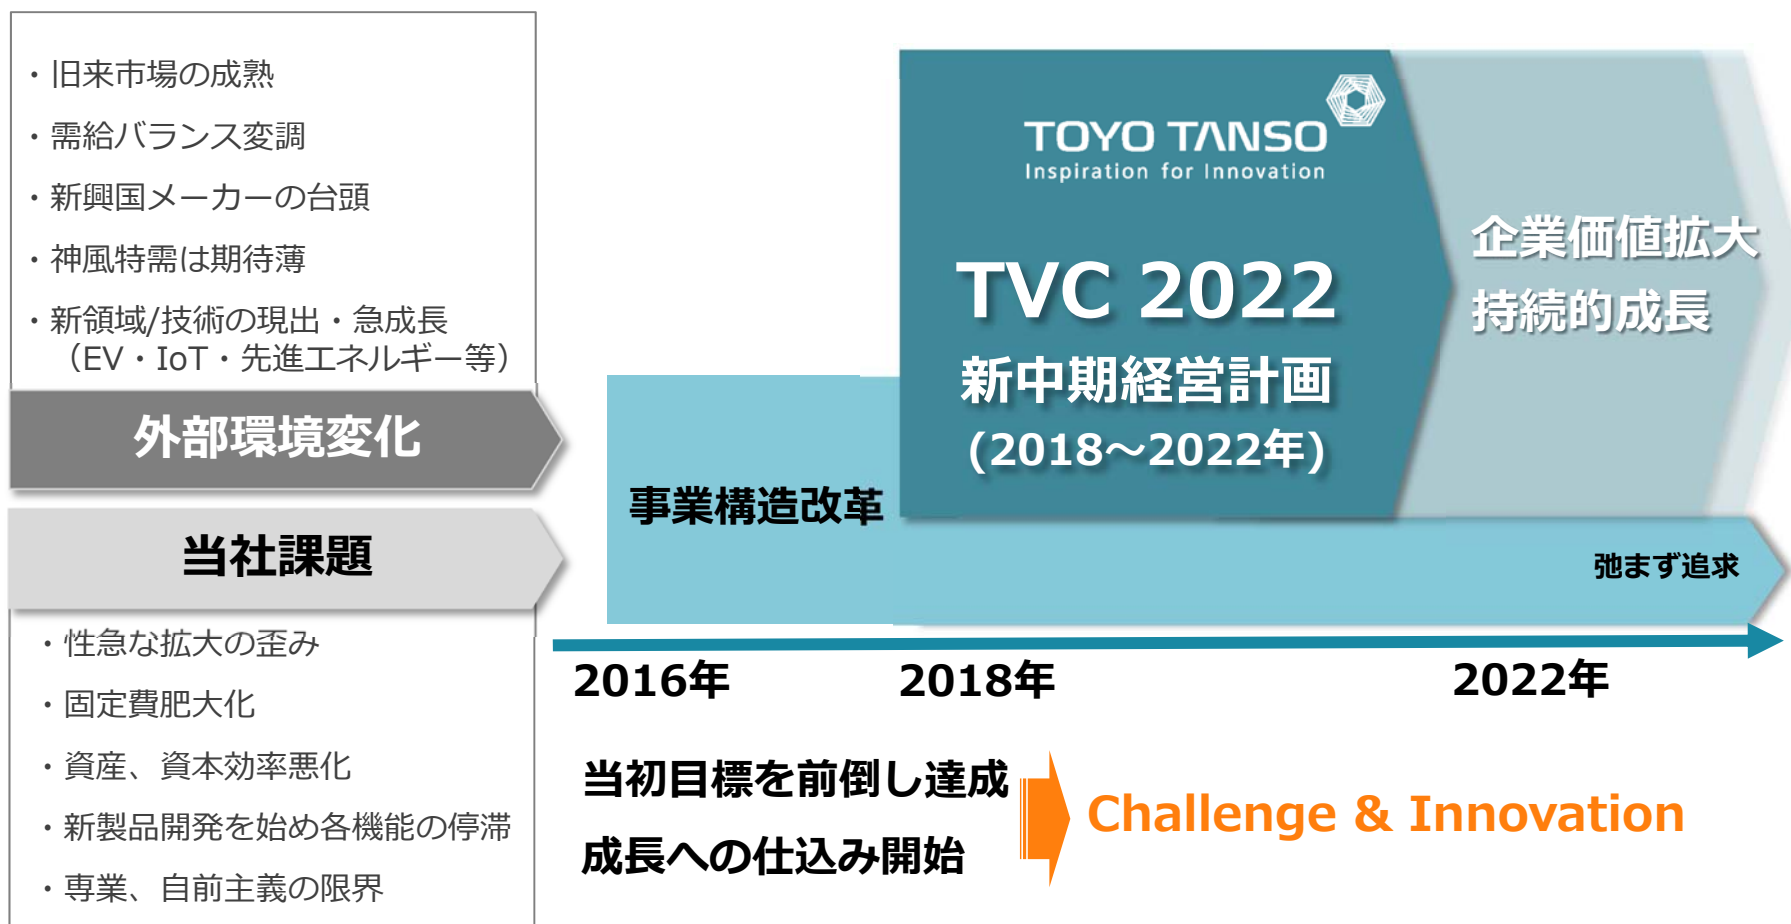 ・旧来市場の成熟
・需給バランス変調
・新興国メーカーの台頭
・神風特需は期待薄
・新領域/技術の現出・急成長
（EV・IoT・先進エネルギー等）
外部環境変化
当社課題
・性急な拡大の歪み
・固定費肥大化
・資産、資本効率悪化
・新製品開発を始め各機能の停滞
・専業、自前主義の限界
事業構造改革
TOYO TANSO
Inspiration for Innovation
TVC 2022
新中期経営計画
(2018～2022年)
企業価値拡大
持続的成長
弛まず追求
2016年
2018年
2022年
当初目標を前倒し達成
成長への仕込み開始
Challenge & Innovation